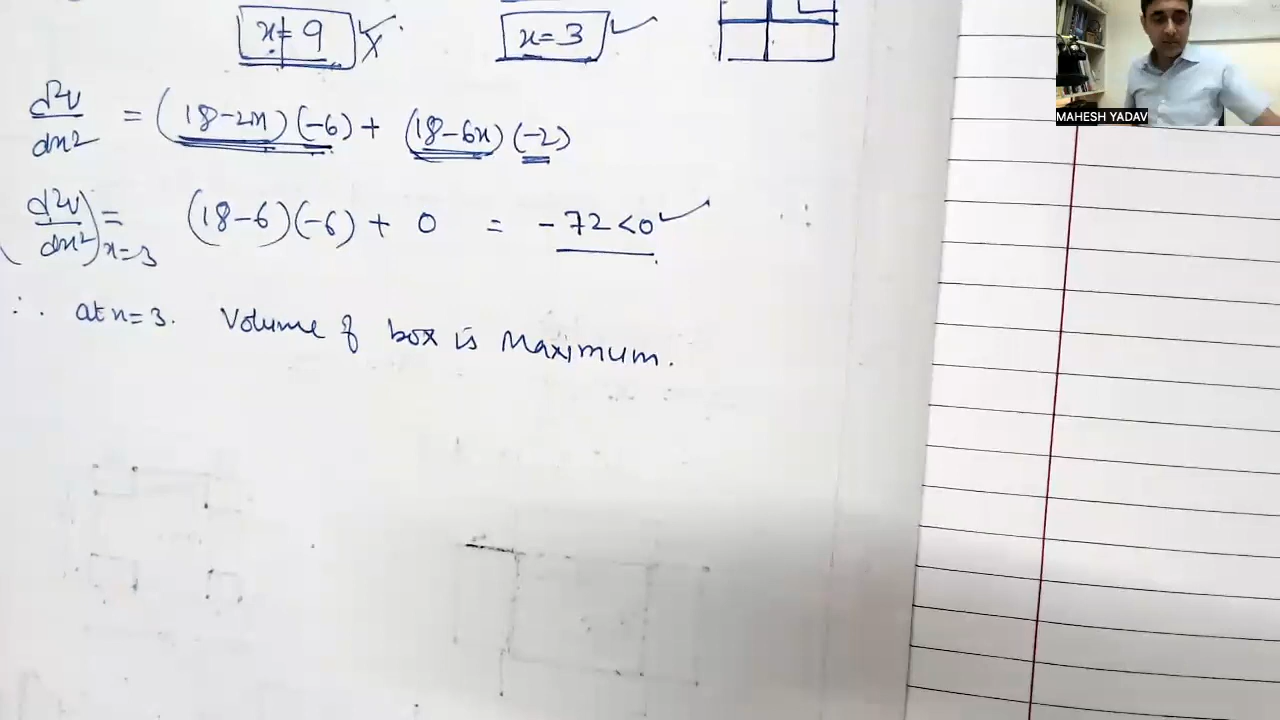 x≠9 x=3
d²v/dx² = (18-2x)(-6) + (18-6x)(-2)
(d²v/dx²)x=3 = (18-6)(-6) + 0 = -72<0
∴ at x=3. Volume of box is Maximum.
MAHESH YADAV